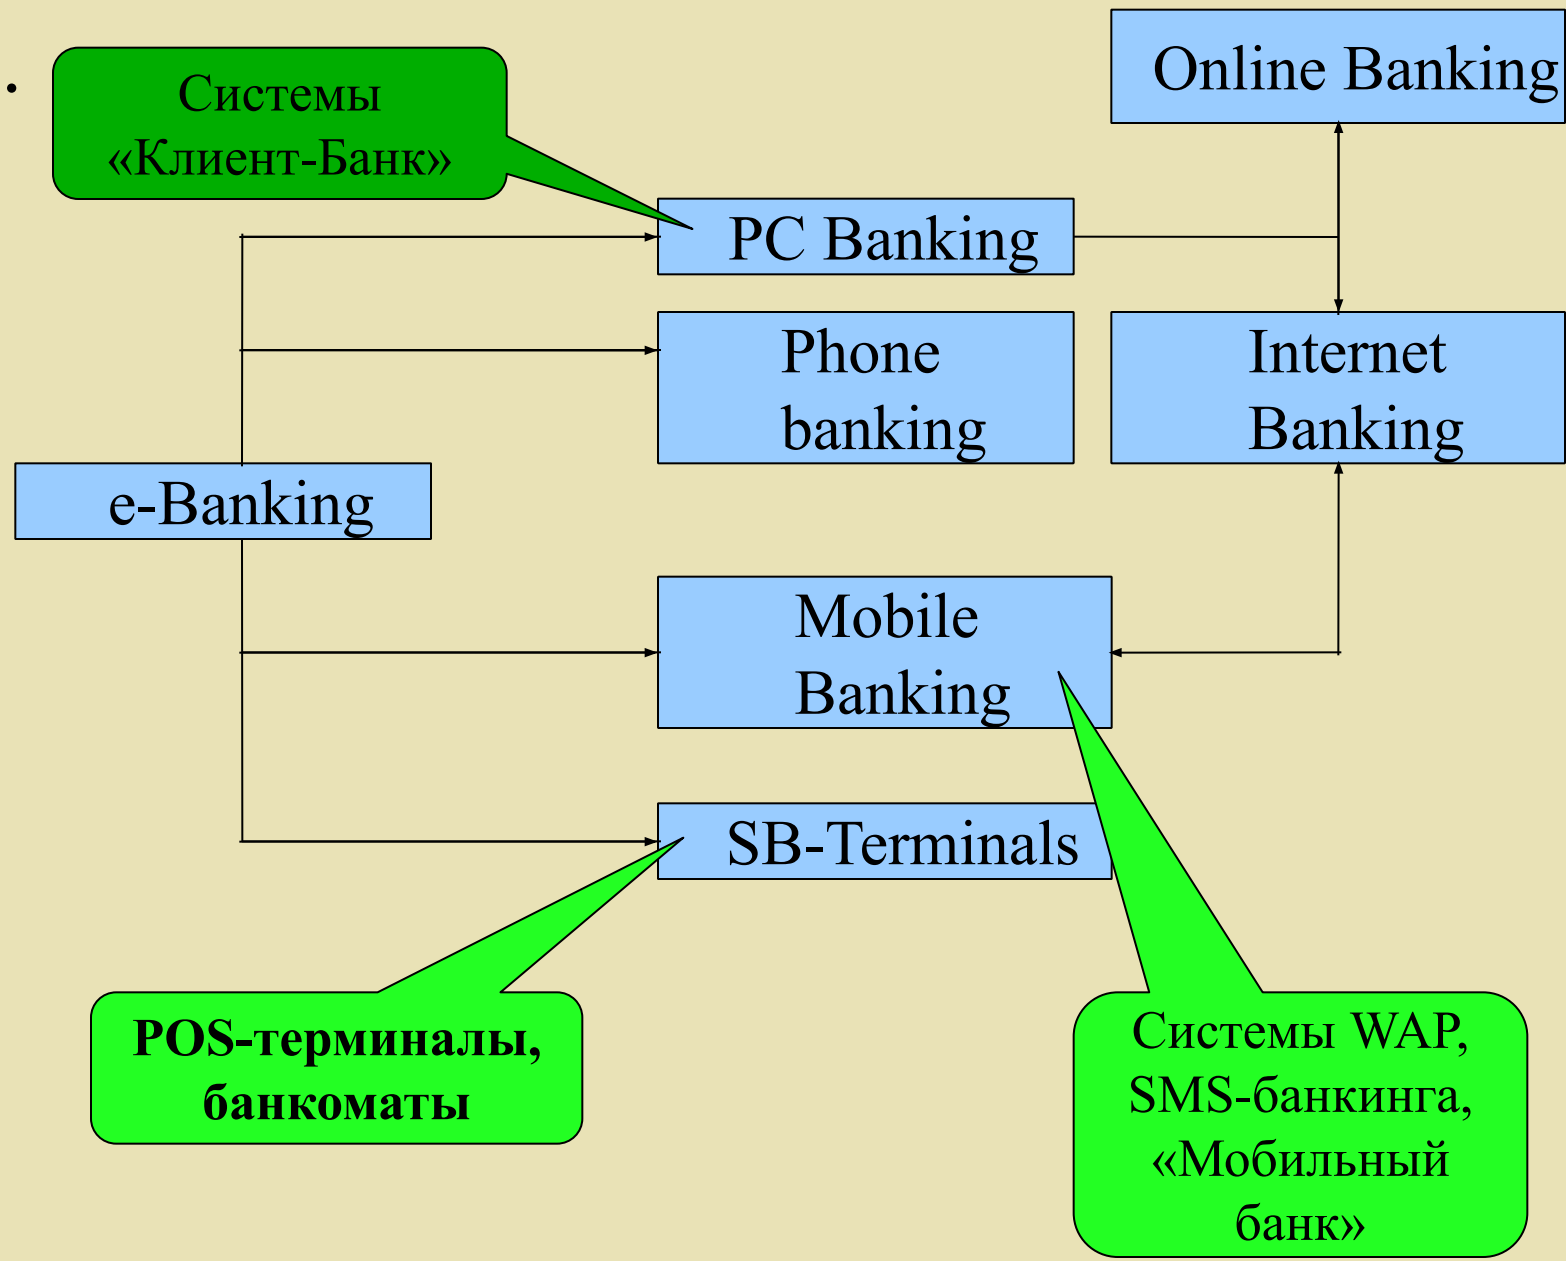 Online Banking
Системы
«Клиент-Банк»
PC Banking
Phone
banking
Internet
Banking
e-Banking
Mobile
Banking
SB-Terminals
POS-терминалы,
банкоматы
Системы WAP,
SMS-банкинга,
«Мобильный
банк»